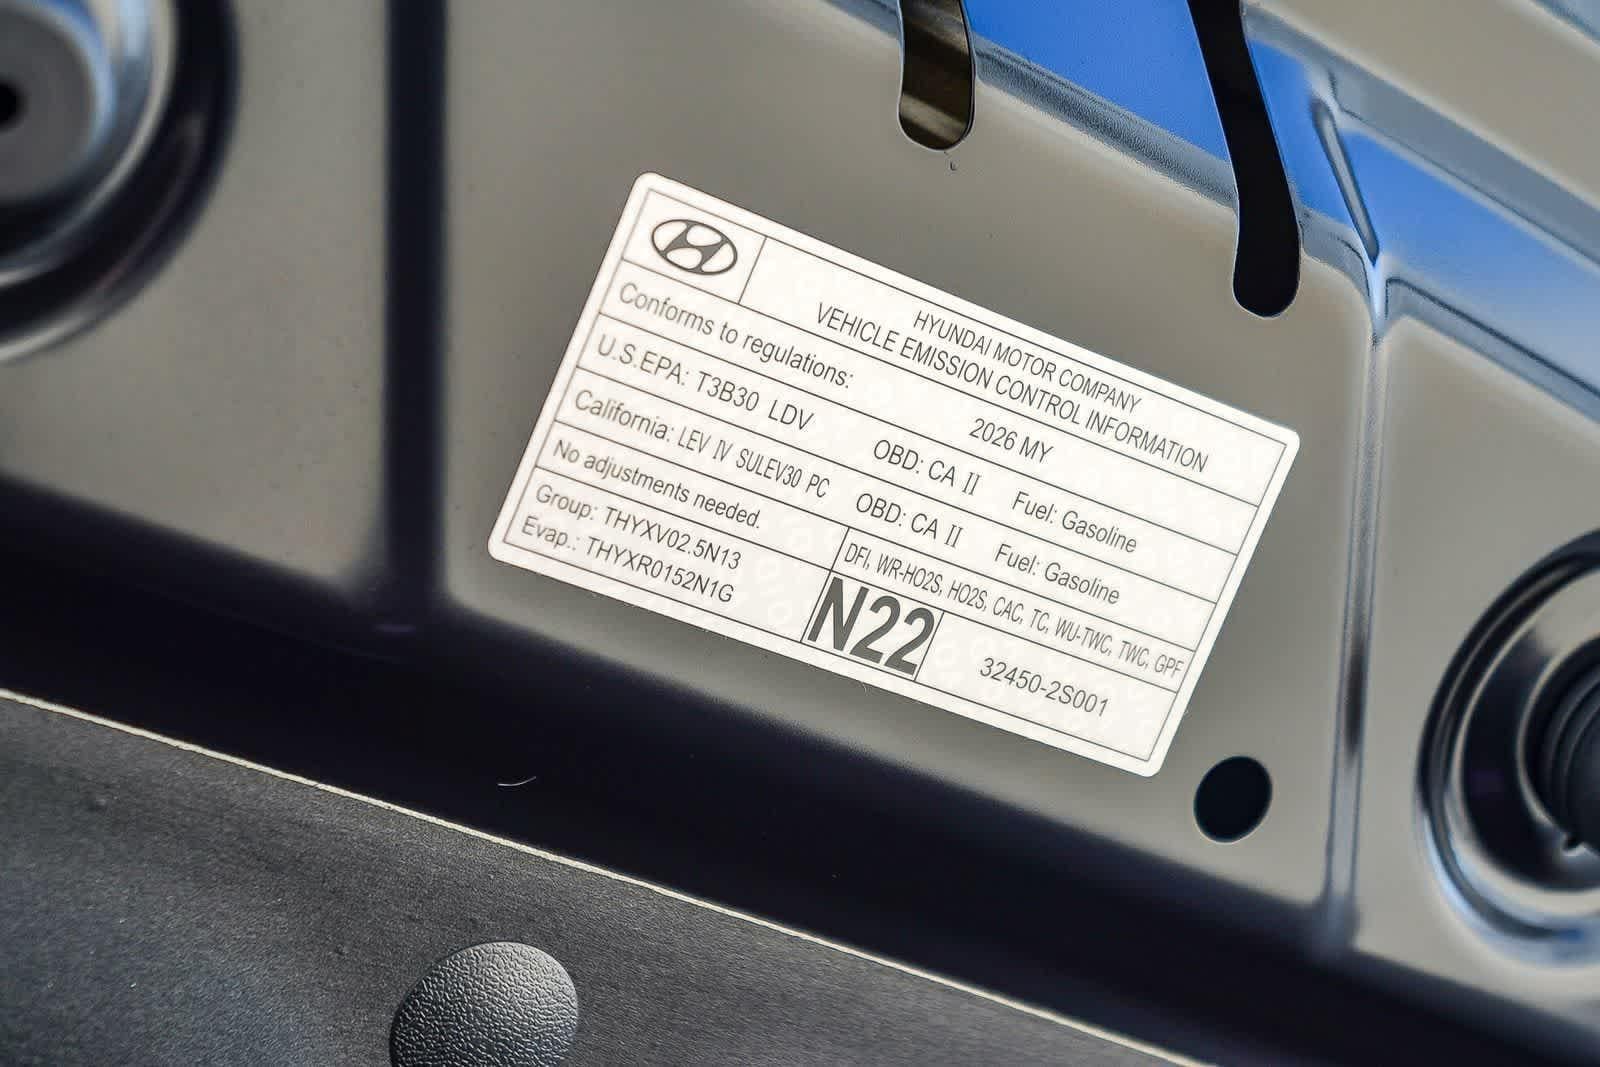 HYUNDAI MOTOR COMPANY
VEHICLE EMISSION CONTROL INFORMATION
Conforms to regulations: 2026 MY
U.S.EPA: T3B30 LDV OBD: CA II Fuel: Gasoline
California: LEV IV SULEV30 PC OBD: CA II Fuel: Gasoline
No adjustments needed. DFI, WR-HO2S, HO2S, CAC, TC, WU-TWC, TWC, GPF
Group: THYXV02.5N13
Evap.: THYXR0152N1G
N22
32450-2S001